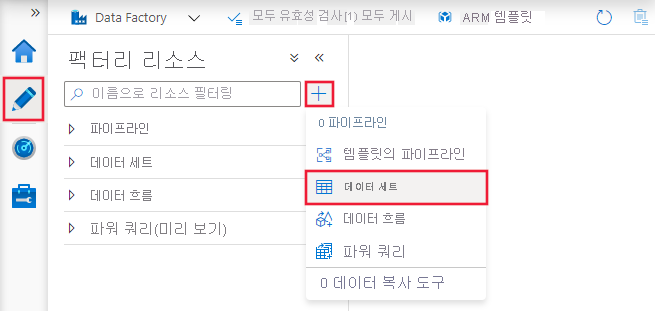 »
Data Factory
모두 유효성 검사[1) 모두 게시
ARM 템플릿
팩터리 리소스
이름으로 리소스 필터링
파이프라인
데이터 세트
데이터 흐름
파워 쿼리(미리 보기)
0 파이프라인
템플릿의 파이프라인
데이터 세트
데이터 흐름
파워 쿼리
0 데이터 복사 도구